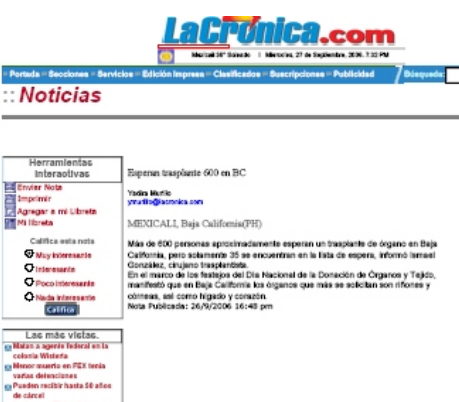 LaCronica.com
Mexicali 36° Soleado | Miércoles, 27 de Septiembre, 2006, 7:32 PM
Portada Secciones Servicios Edición Impresa Clasificados Suscripciones Publicidad Búsqueda:
:: Noticias
Herramientas
Interactivas
Enviar Nota
Imprimir
Agregar a mi Libreta
Mi libreta
Califica esta nota
Muy interesante
Interesante
Poco interesante
Nada interesante
Califica
Las más vistas.
Matan a agente federal en la
colonia Wisteria
Menor muerto en FEX tenía
varias detenciones
Pueden recibir hasta 50 años
de cárcel
Esperan trasplante 600 en BC
Yadira Murillo
ymurillo@lacronica.com
MEXICALI, Baja California(PH)
Más de 600 personas aproximadamente esperan un trasplante de órgano en Baja
California, pero solamente 35 se encuentran en la lista de espera, informó Ismael
González, cirujano trasplantista.
En el marco de los festejos del Día Nacional de la Donación de Órganos y Tejido,
manifestó que en Baja California los órganos que más se solicitan son riñones y
córneas, así como hígado y corazón.
Nota Publicada: 26/9/2006 16:48 pm